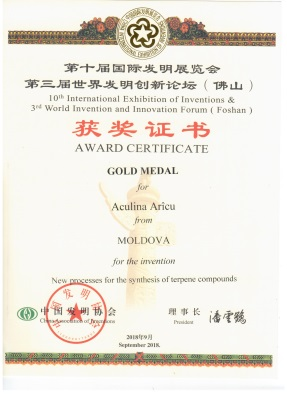 第十届国际发明展览会
第三届世界发明创新论坛（佛山）
10th International Exhibition of Inventions &
3rd World Invention and Innovation Forum ( Foshan )
获奖证书
AWARD CERTIFICATE
GOLD MEDAL
for
Aculina Arîcu
from
MOLDOVA
for the invention
New processes for the synthesis of terpene compounds
中国发明协会
China Association of Inventions
理事长
President
2018年9月
September 2018.